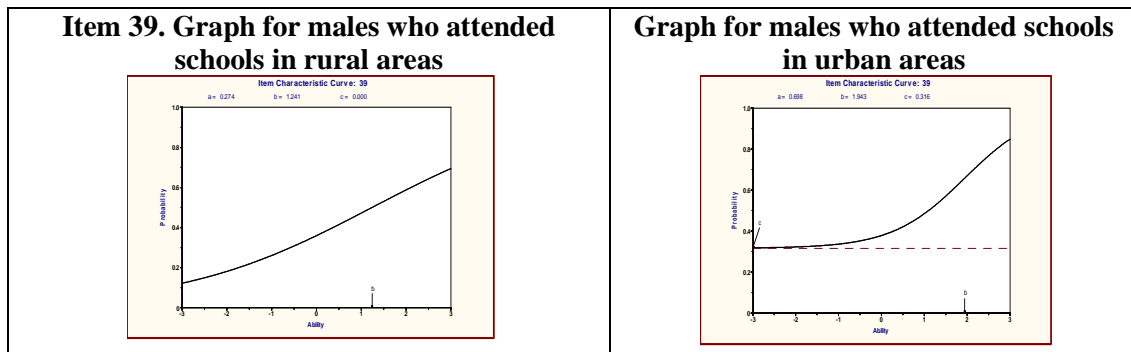 Item 39. Graph for males who attended
schools in rural areas
Item Characteristic Curve: 39
a = 0.274 b = 1.241 c = 0.000
1.0
0.8
0.6
0.4
0.2
0
Probability
b
-3 -2 -1 0 1 2 3
Ability
Graph for males who attended schools
in urban areas
Item Characteristic Curve: 39
a = 0.698 b = 1.943 c = 0.316
1.0
0.8
0.6
0.4
0.2
0
Probability
c
b
-3 -2 -1 0 1 2 3
Ability